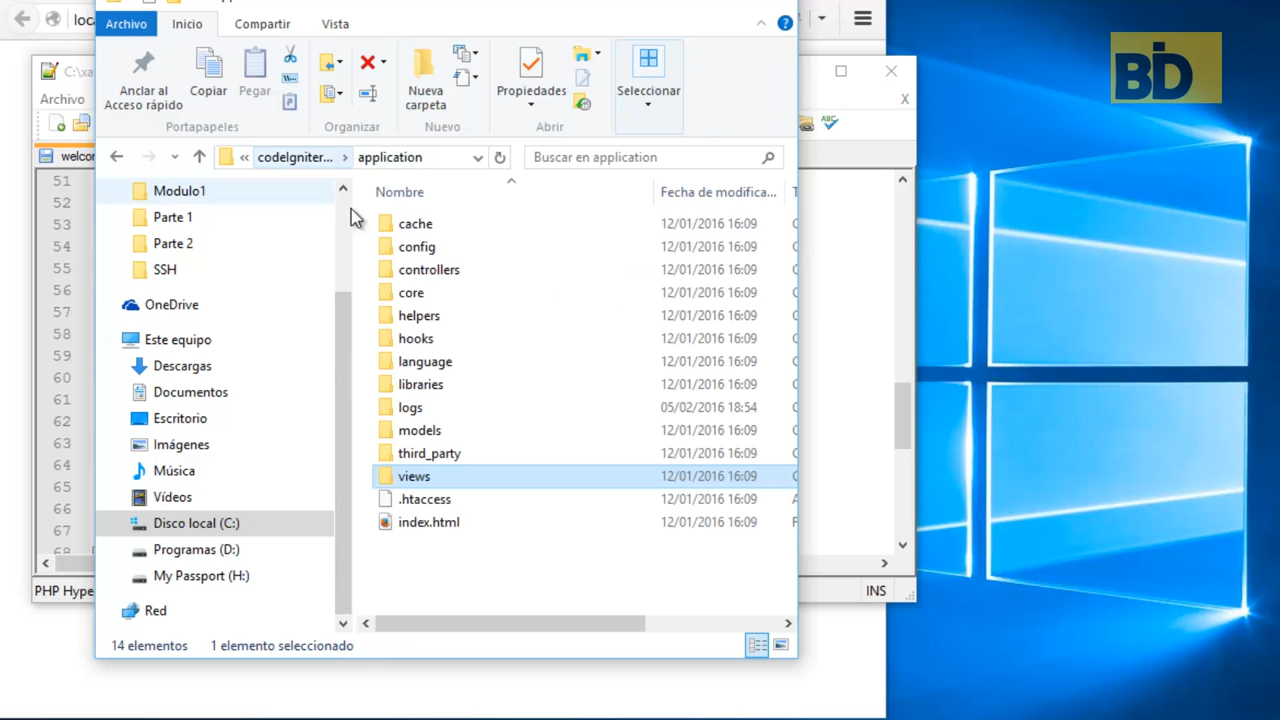 loca
Archivo
Inicio
Compartir
Vista
Anclar al
Acceso rápido
Copiar
Pegar
Nueva
carpeta
Propiedades
Seleccionar
Portapapeles
Organizar
Nuevo
Abrir
C:\xa
Archivo
X
ABC
BID
«
codeIgniter...
application
Buscar en application
welcon
51
52
53
54
55
56
57
58
59
60
61
62
63
64
65
66
67
68
Modulo1
Parte 1
Parte 2
SSH
OneDrive
Este equipo
Descargas
Documentos
Escritorio
Imágenes
Música
Vídeos
Disco local (C:)
Programas (D:)
My Passport (H:)
Red
Nombre
Fecha de modifica...
T
cache 12/01/2016 16:09 C
config 12/01/2016 16:09 C
controllers 12/01/2016 16:09 C
core 12/01/2016 16:09 C
helpers 12/01/2016 16:09 C
hooks 12/01/2016 16:09 C
language 12/01/2016 16:09 C
libraries 12/01/2016 16:09 C
logs 05/02/2016 18:54 C
models 12/01/2016 16:09 C
third_party 12/01/2016 16:09 C
views 12/01/2016 16:09 C
.htaccess 12/01/2016 16:09 A
index.html 12/01/2016 16:09 F
PHP Hype
INS
14 elementos
1 elemento seleccionado